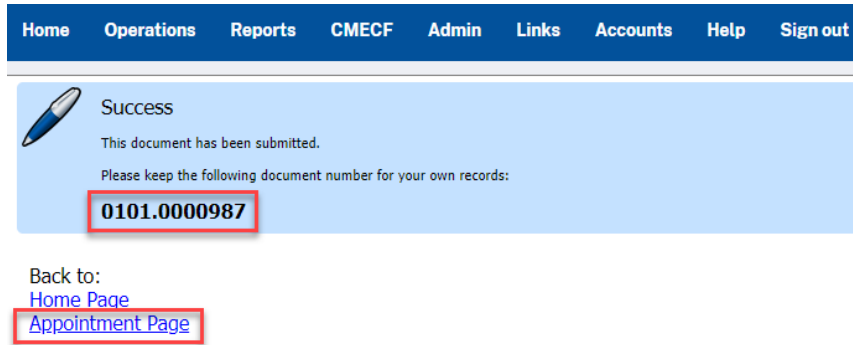 Home Operations Reports CMECF Admin Links Accounts Help Sign out
Success
This document has been submitted.
Please keep the following document number for your own records:
0101.0000987
Back to:
Home Page
Appointment Page